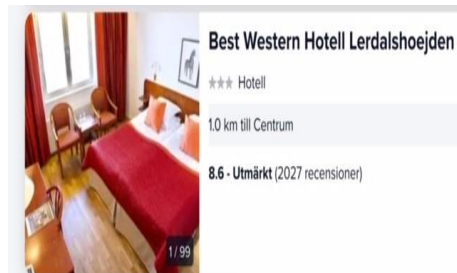 Best Western Hotell Lerdalshoejden
Hotell
1.0 km till Centrum
8.6 - Utmärkt (2027 recensioner)
1/99